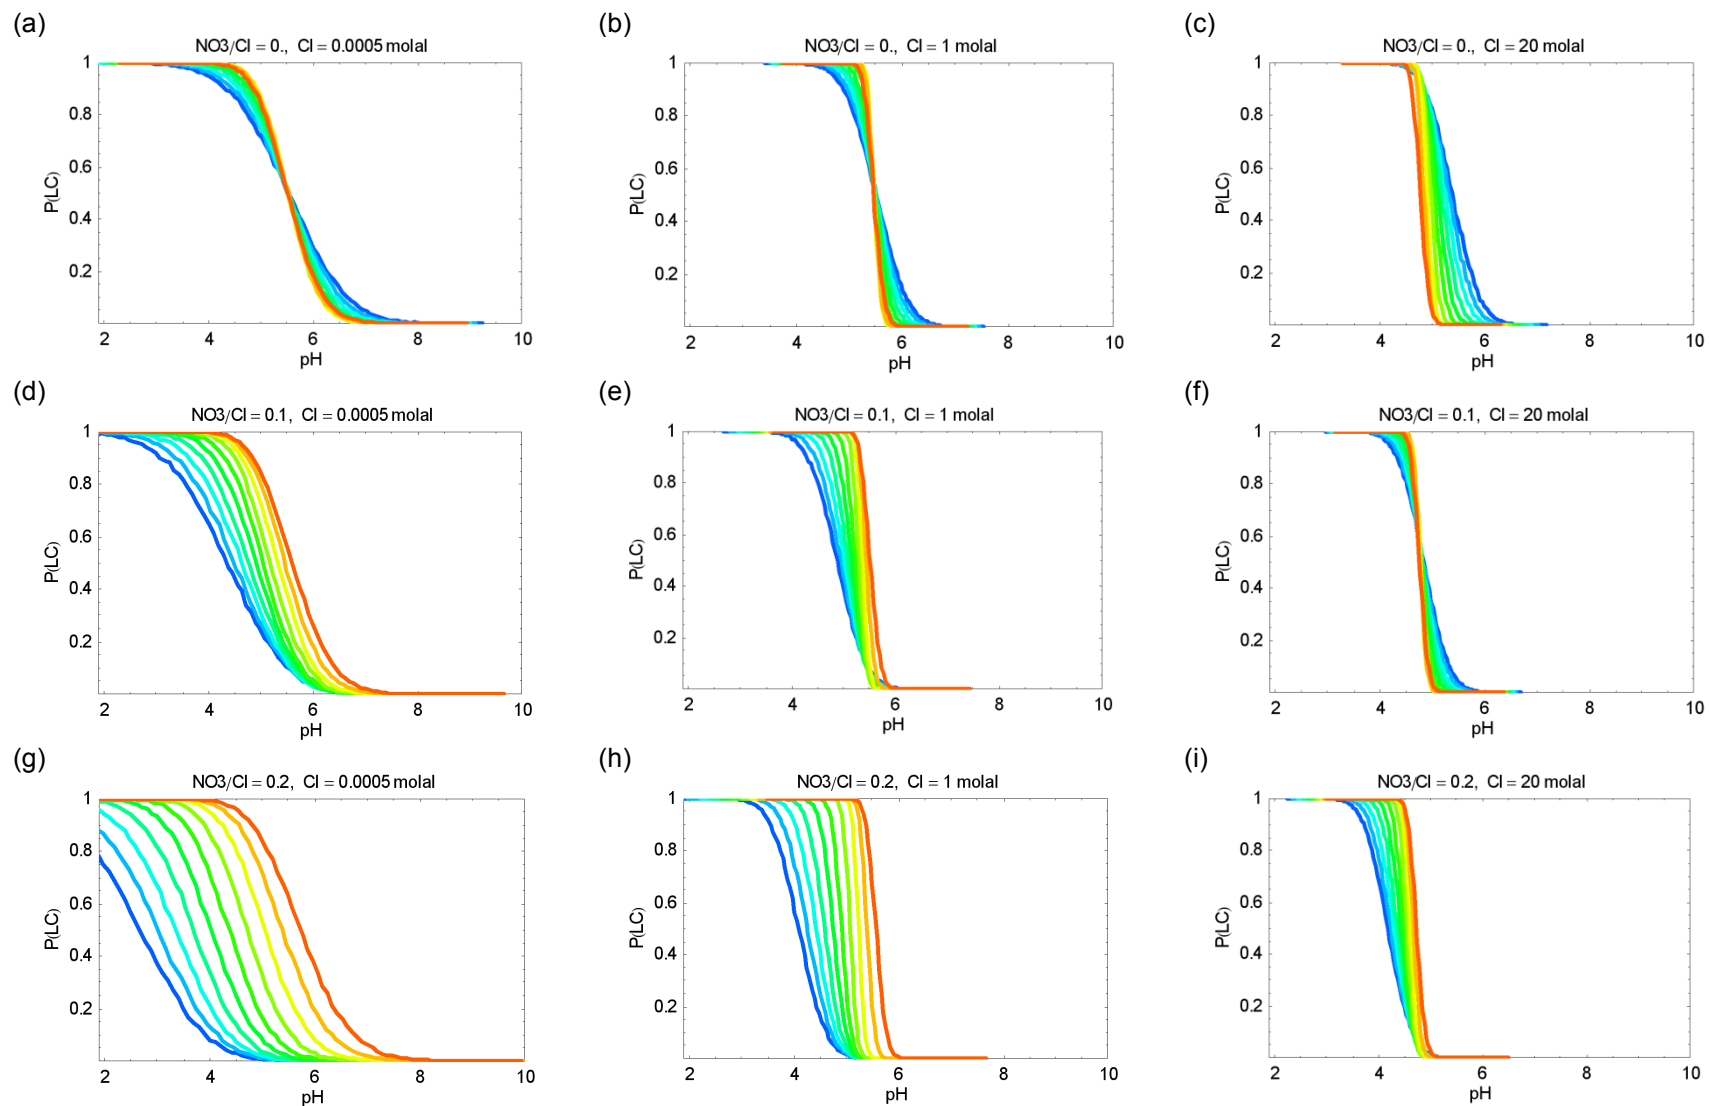 (a)
NO3/Cl = 0., Cl = 0.0005 molal
1
0.8
0.6
0.4
0.2
P(LC)
2 4 6 8 10
pH
(b)
NO3/Cl = 0., Cl = 1 molal
1
0.8
0.6
0.4
0.2
P(LC)
2 4 6 8 10
pH
(c)
NO3/Cl = 0., Cl = 20 molal
1
0.8
0.6
0.4
0.2
P(LC)
2 4 6 8 10
pH
(d)
NO3/Cl = 0.1, Cl = 0.0005 molal
1
0.8
0.6
0.4
0.2
P(LC)
2 4 6 8 10
pH
(e)
NO3/Cl = 0.1, Cl = 1 molal
1
0.8
0.6
0.4
0.2
P(LC)
2 4 6 8 10
pH
(f)
NO3/Cl = 0.1, Cl = 20 molal
1
0.8
0.6
0.4
0.2
P(LC)
2 4 6 8 10
pH
(g)
NO3/Cl = 0.2, Cl = 0.0005 molal
1
0.8
0.6
0.4
0.2
P(LC)
2 4 6 8 10
pH
(h)
NO3/Cl = 0.2, Cl = 1 molal
1
0.8
0.6
0.4
0.2
P(LC)
2 4 6 8 10
pH
(i)
NO3/Cl = 0.2, Cl = 20 molal
1
0.8
0.6
0.4
0.2
P(LC)
2 4 6 8 10
pH